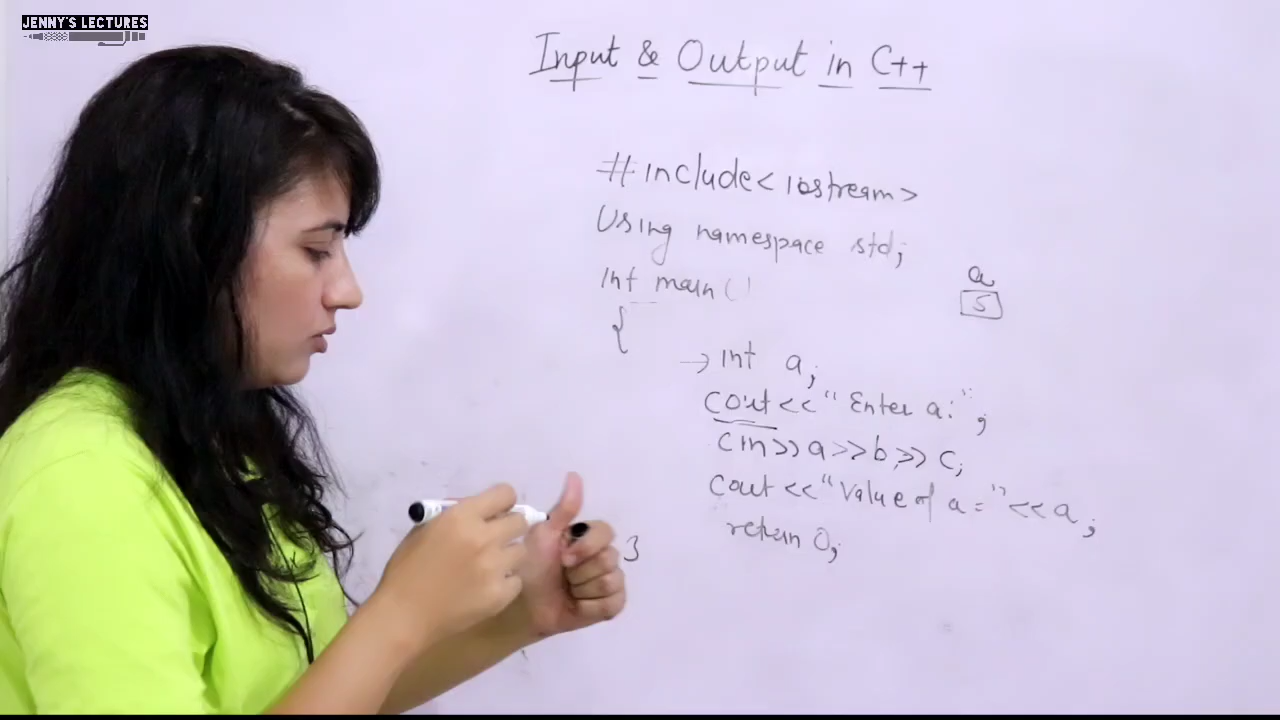 JENNY'S LECTURES
Input & Output in C++
#include<iostream>
Using namespace std;
int main()
a
5
{
→ int a;
cout<<"Enter a:";
cin>>a>>b>>c;
cout<<"Value of a="<<a;
return 0;
}